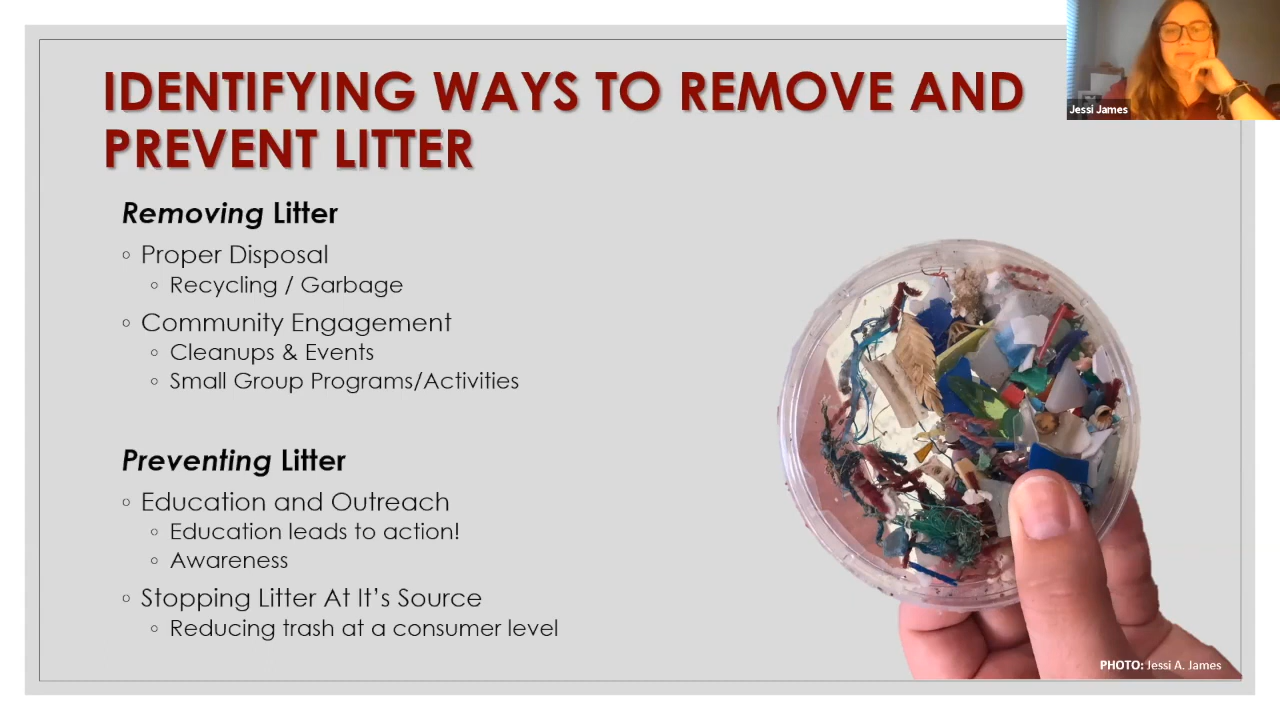 IDENTIFYING WAYS TO REMOVE AND
PREVENT LITTER
Jessi James
Removing Litter
◦ Proper Disposal
◦ Recycling / Garbage
◦ Community Engagement
◦ Cleanups & Events
◦ Small Group Programs/Activities
Preventing Litter
◦ Education and Outreach
◦ Education leads to action!
◦ Awareness
◦ Stopping Litter At It's Source
◦ Reducing trash at a consumer level
PHOTO: Jessi A. James